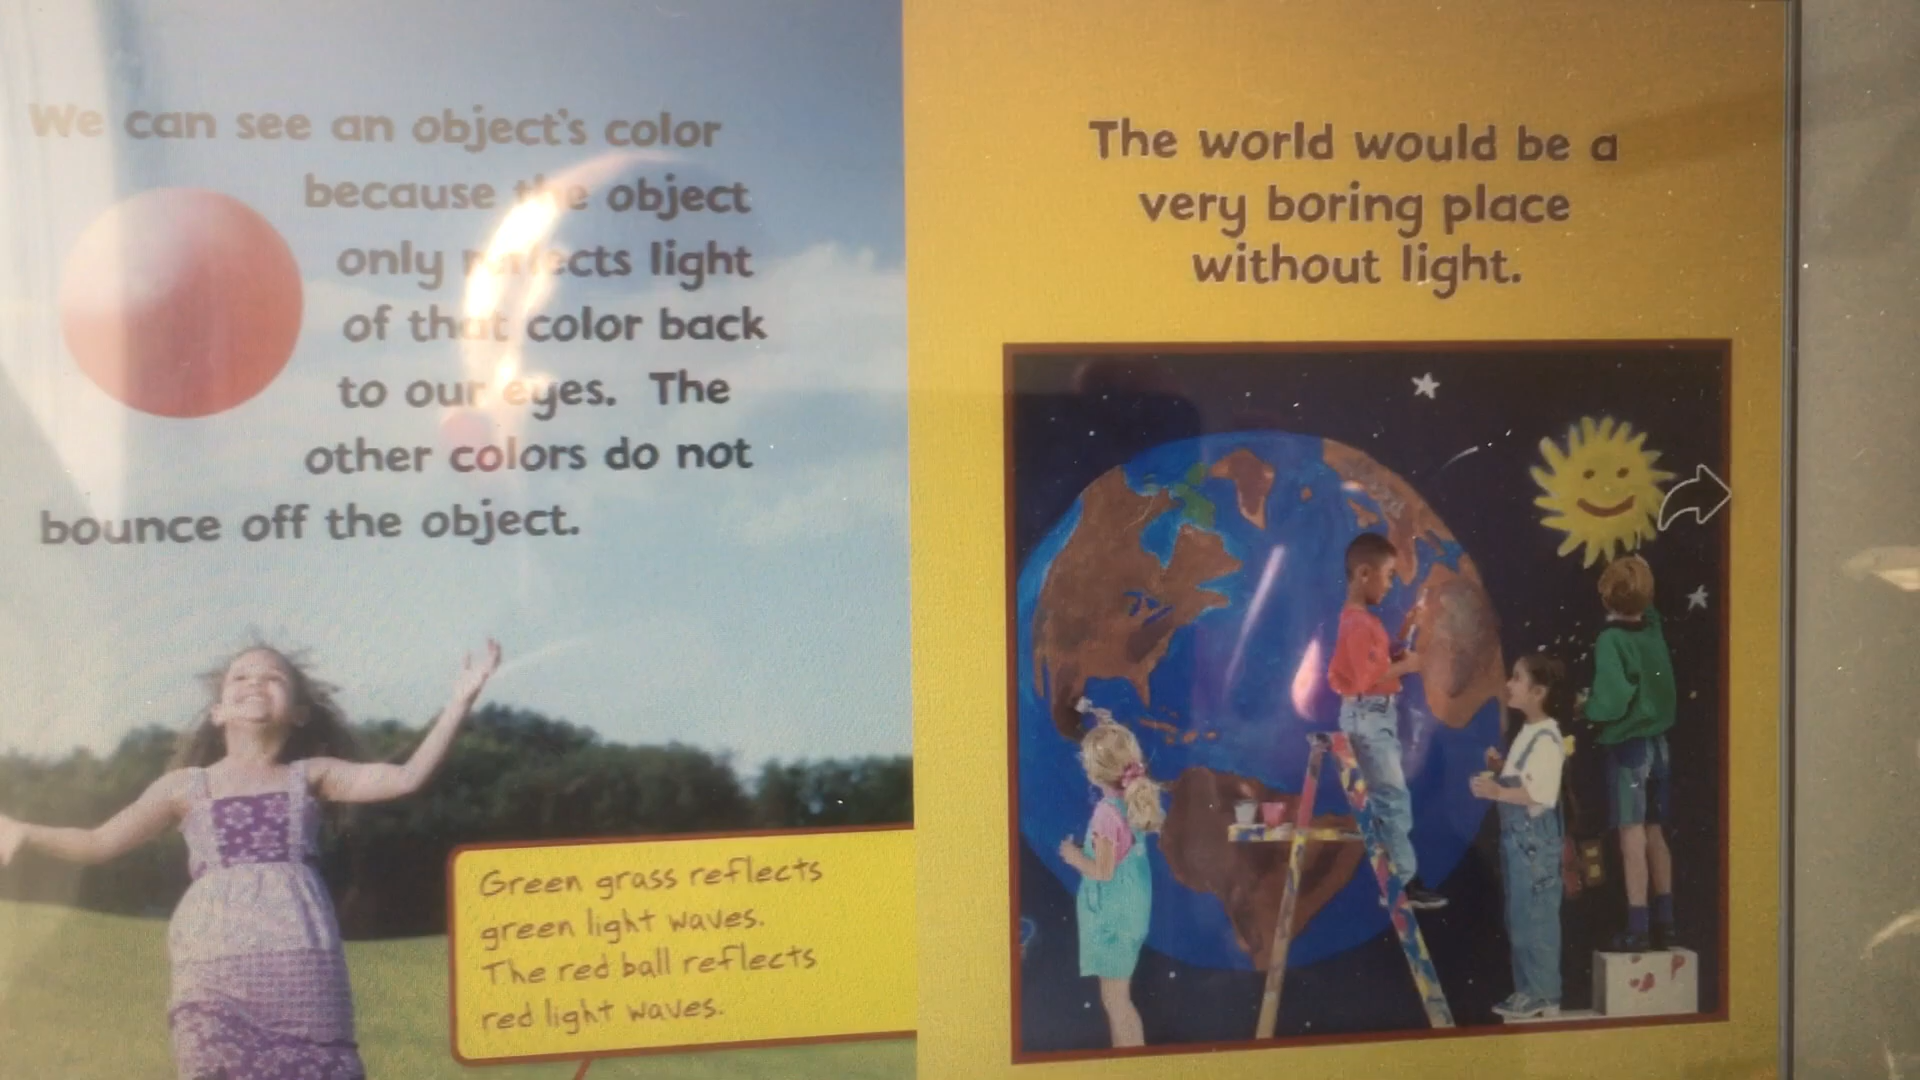 We can see an object's color
because the object
only reflects light
of that color back
to our eyes. The
other colors do not
bounce off the object.
Green grass reflects
green light waves.
The red ball reflects
red light waves.
The world would be a
very boring place
without light.